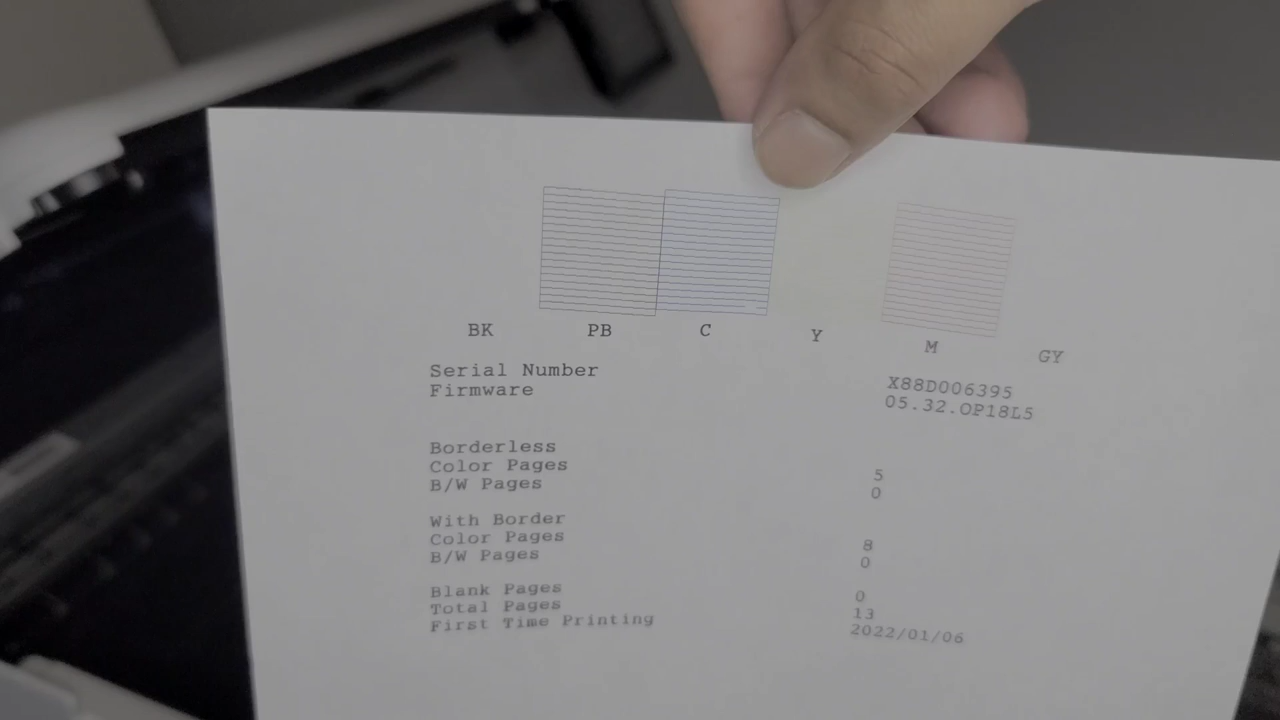 BK PB C Y M GY
Serial Number X88D006395
Firmware 05.32.OP18L5
Borderless
Color Pages 5
B/W Pages 0
With Border
Color Pages 8
B/W Pages 0
Blank Pages 0
Total Pages 13
First Time Printing 2022/01/06